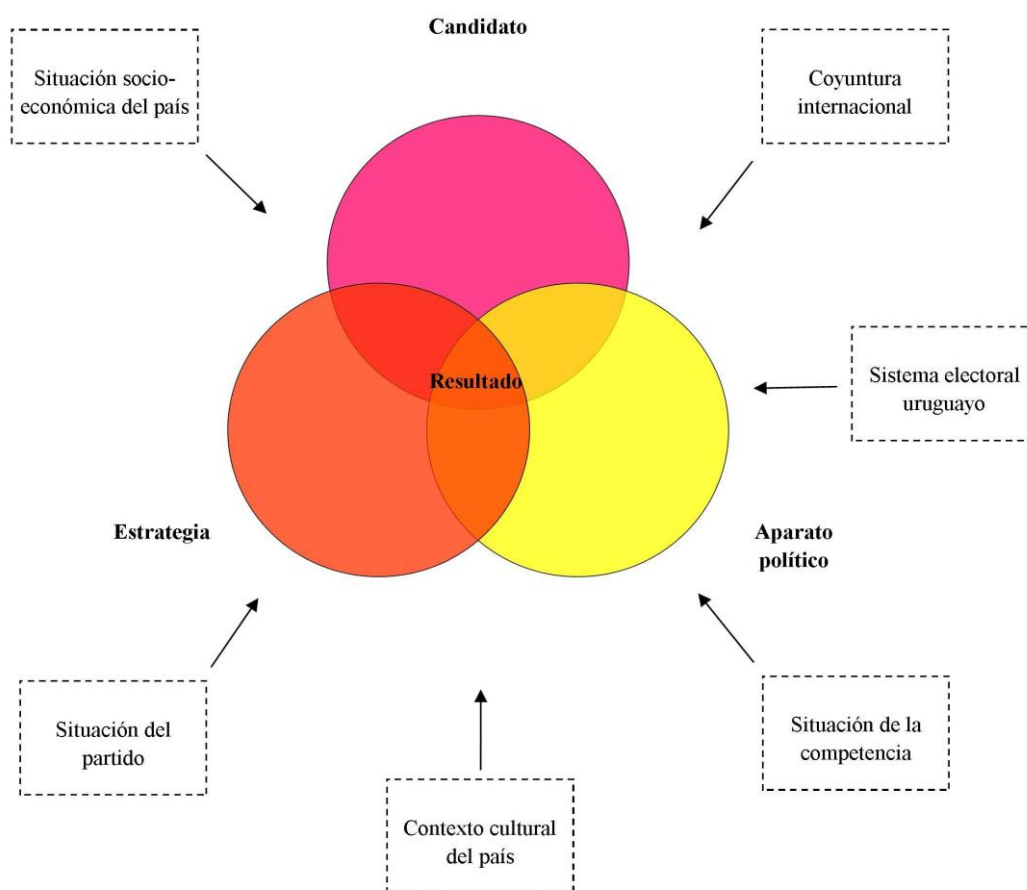 Candidato
Situación socio-
económica del país
Coyuntura
internacional
Resultado
Sistema electoral
uruguayo
Estrategia
Aparato
político
Situación del
partido
Situación de la
competencia
Contexto cultural
del país